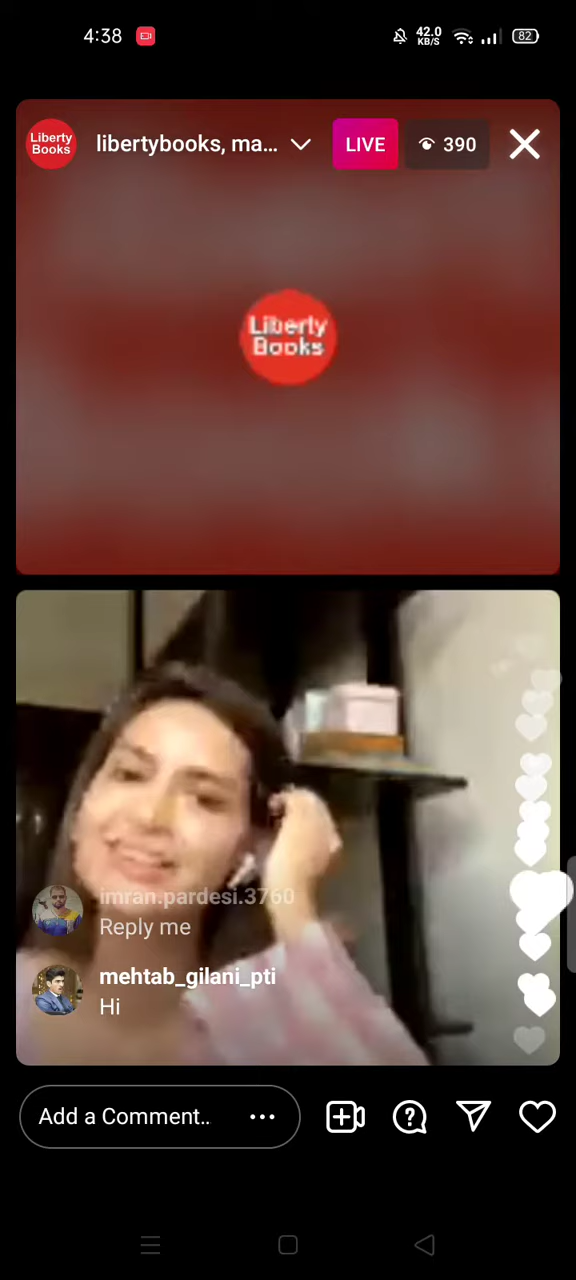 4:38
42.0
KB/S
82
Liberty
Books
libertybooks, ma...
LIVE
390
Liberty
Books
imran.pardesi.3760
Reply me
mehtab_gilani_pti
Hi
Add a Comment..